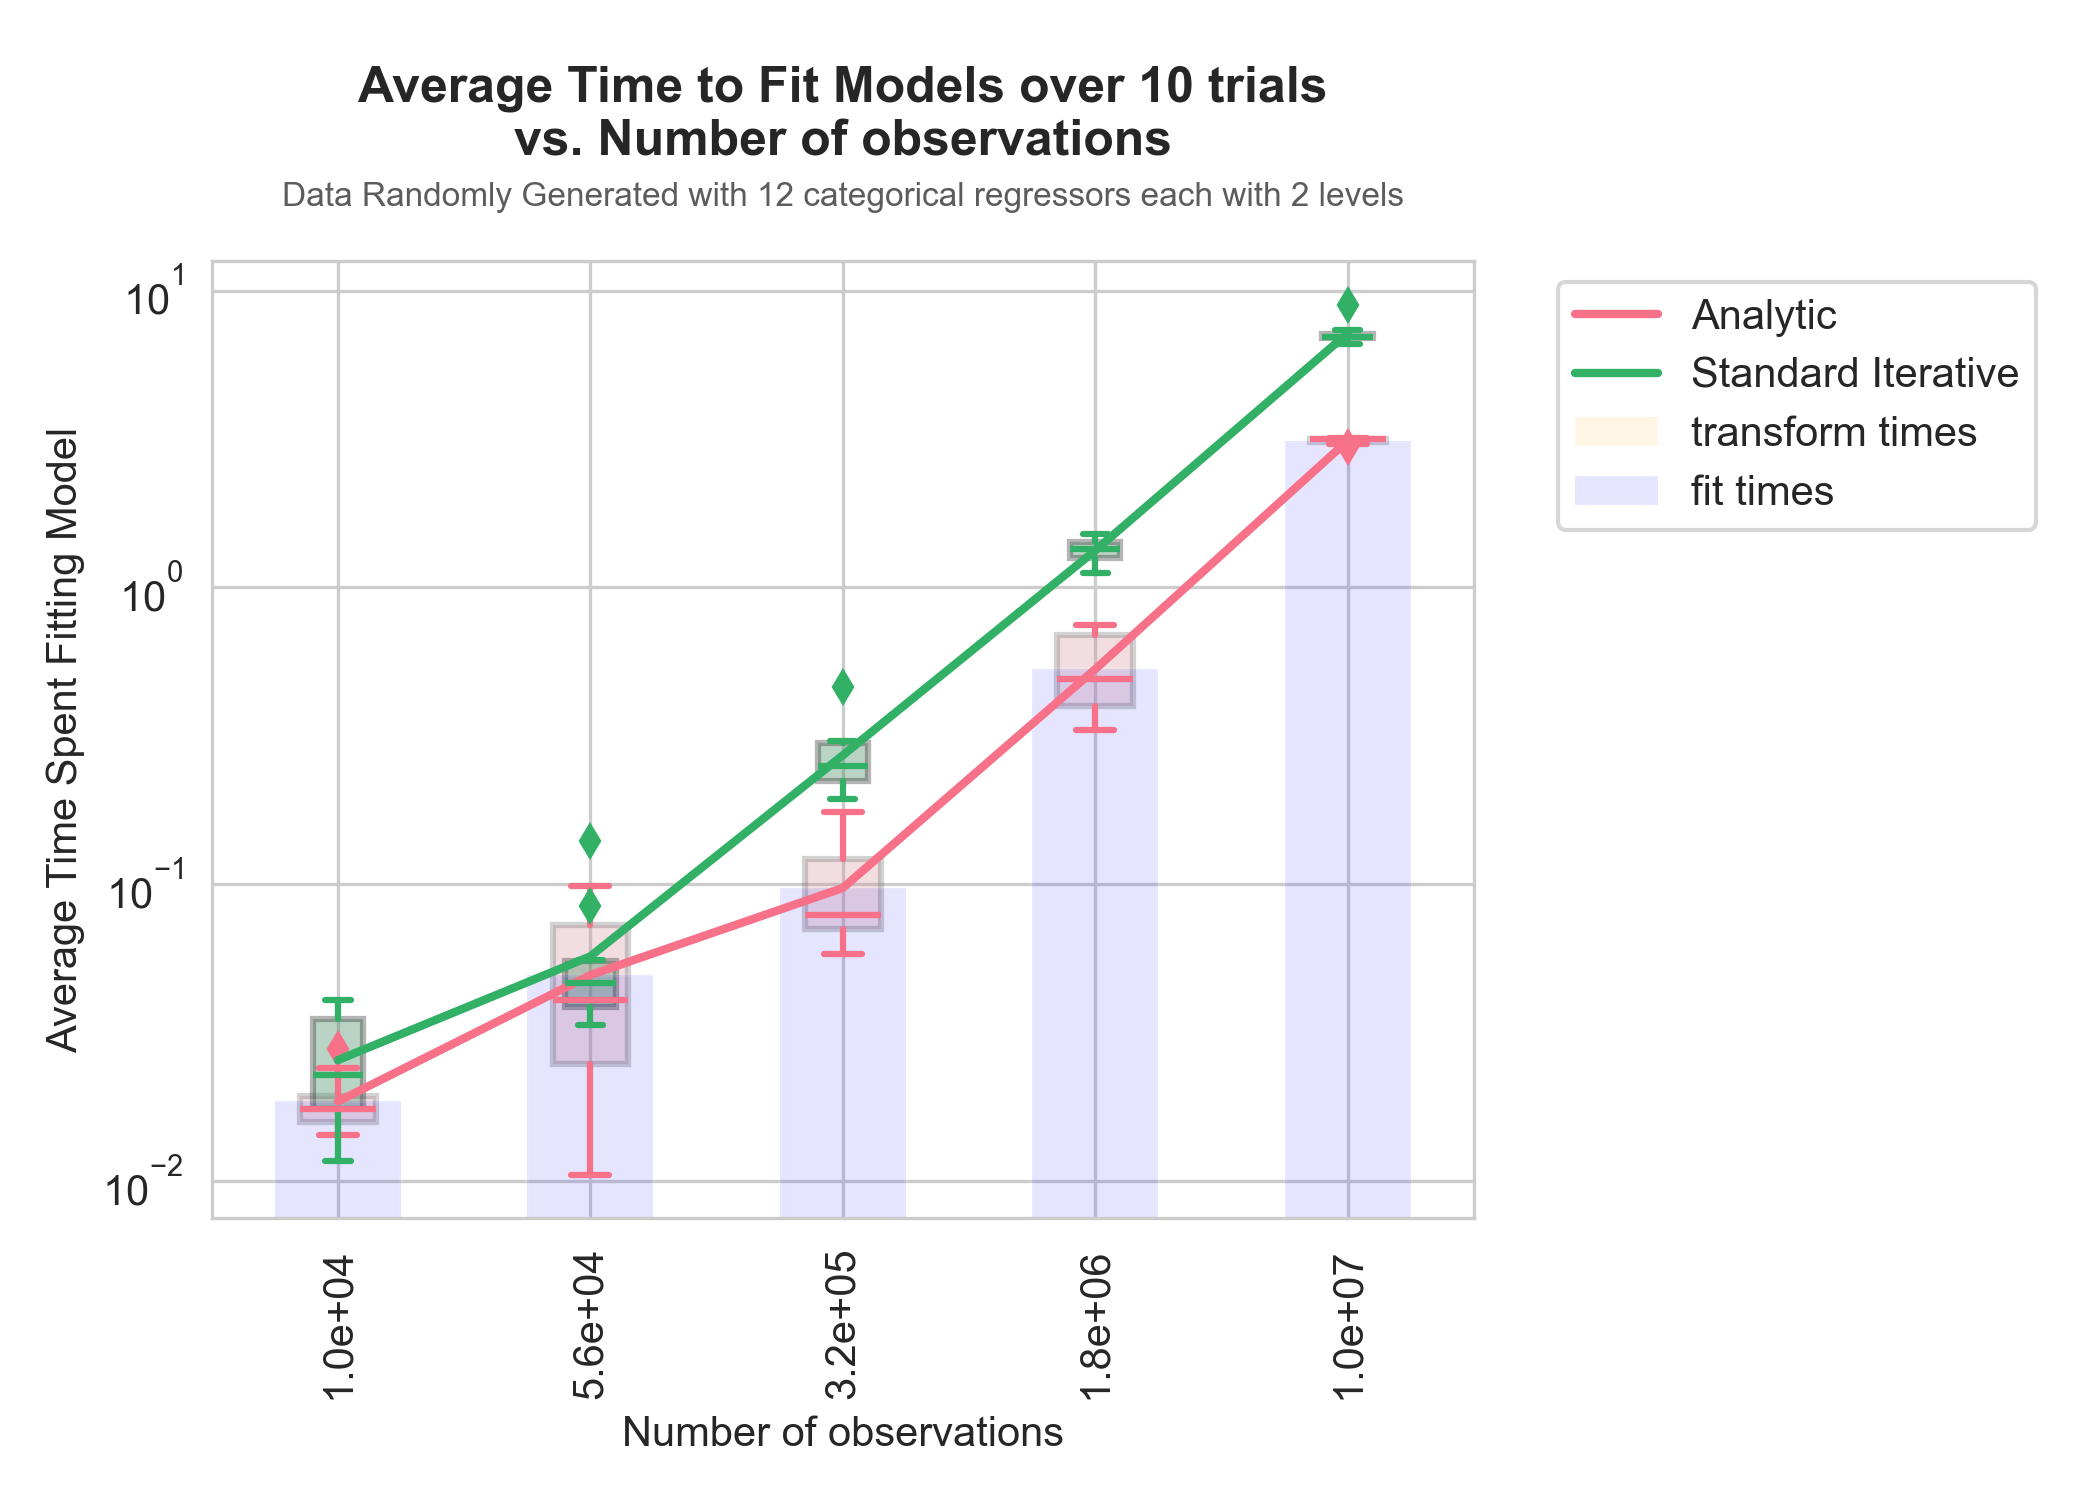 Average Time to Fit Models over 10 trials
vs. Number of observations
Data Randomly Generated with 12 categorical regressors each with 2 levels
Average Time Spent Fitting Model
10^1
10^0
10^−1
10^−2
1.0e+04
5.6e+04
3.2e+05
1.8e+06
1.0e+07
Number of observations
Analytic
Standard Iterative
transform times
fit times